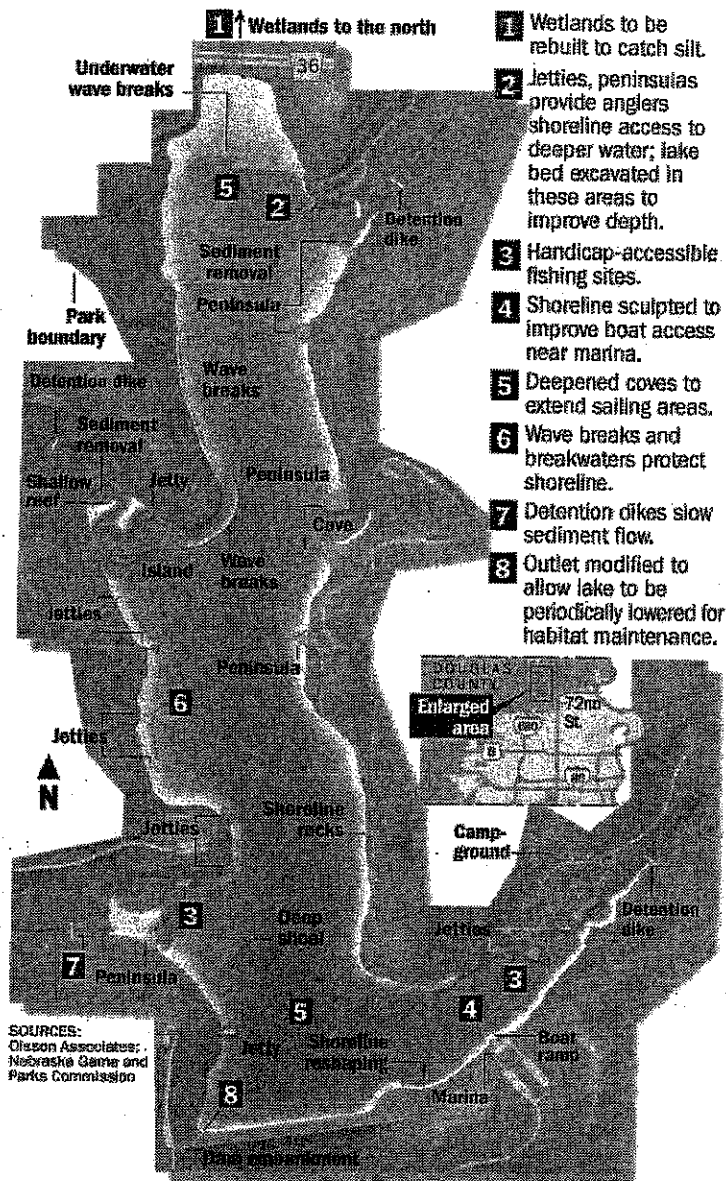 1 ↑ Wetlands to the north
Underwater
wave breaks
36
5
2
Detention
dike
Sediment
removal
Peninsula
Park
boundary
Wave
breaks
Detention dike
Sediment
removal
Shallow
reef
Jetty
Peninsula
Cove
Island
Wave
breaks
Jetties
Peninsula
6
Jetties
N
Jetties
Shoreline
rocks
Camp-
ground
3
Deep
shoal
Jetties
Detention
dike
7
Peninsula
3
5
4
Jetty
Shoreline
reshaping
Boat
ramp
Marina
8
Dam embankment
SOURCES:
Olsson Associates;
Nebraska Game and
Parks Commission
1 Wetlands to be
rebuilt to catch silt.
2 Jetties, peninsulas
provide anglers
shoreline access to
deeper water; lake
bed excavated in
these areas to
improve depth.
3 Handicap-accessible
fishing sites.
4 Shoreline sculpted to
improve boat access
near marina.
5 Deepened coves to
extend sailing areas.
6 Wave breaks and
breakwaters protect
shoreline.
7 Detention dikes slow
sediment flow.
8 Outlet modified to
allow lake to be
periodically lowered for
habitat maintenance.
DOUGLAS
COUNTY
Enlarged
area
72nd
St.
680
80